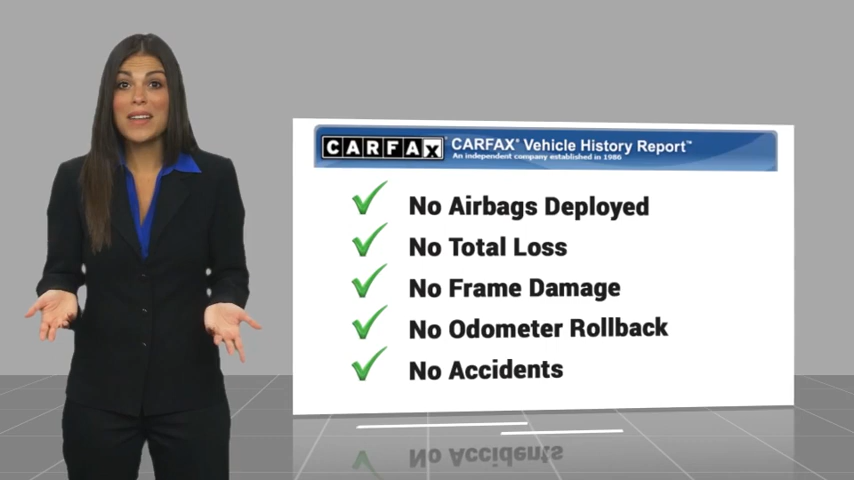 CARFAX CARFAX® Vehicle History Report™
An independent company established in 1986
No Airbags Deployed
No Total Loss
No Frame Damage
No Odometer Rollback
No Accidents
No Accidents